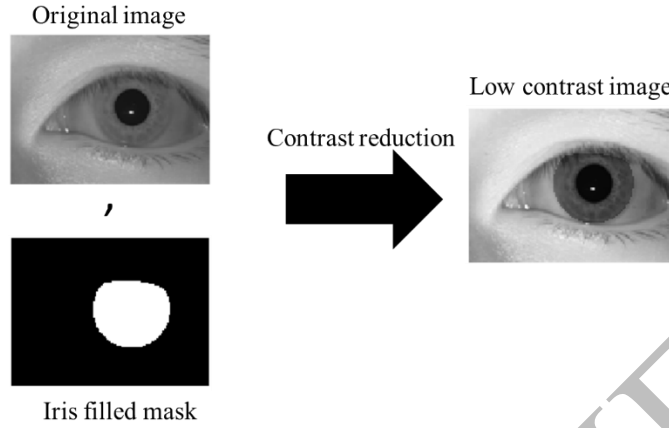 Original image
Low contrast image
Contrast reduction
,
Iris filled mask